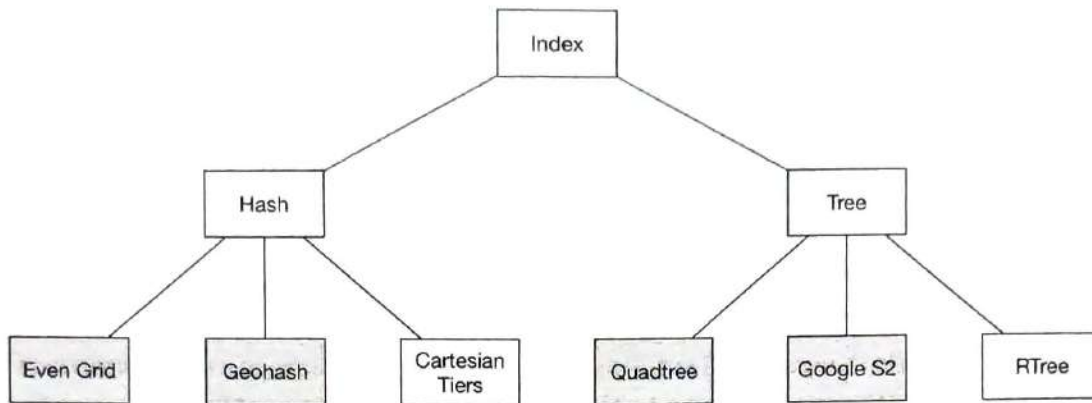 Index
Hash
Tree
Even Grid
Geohash
Cartesian
Tiers
Quadtree
Google S2
RTree